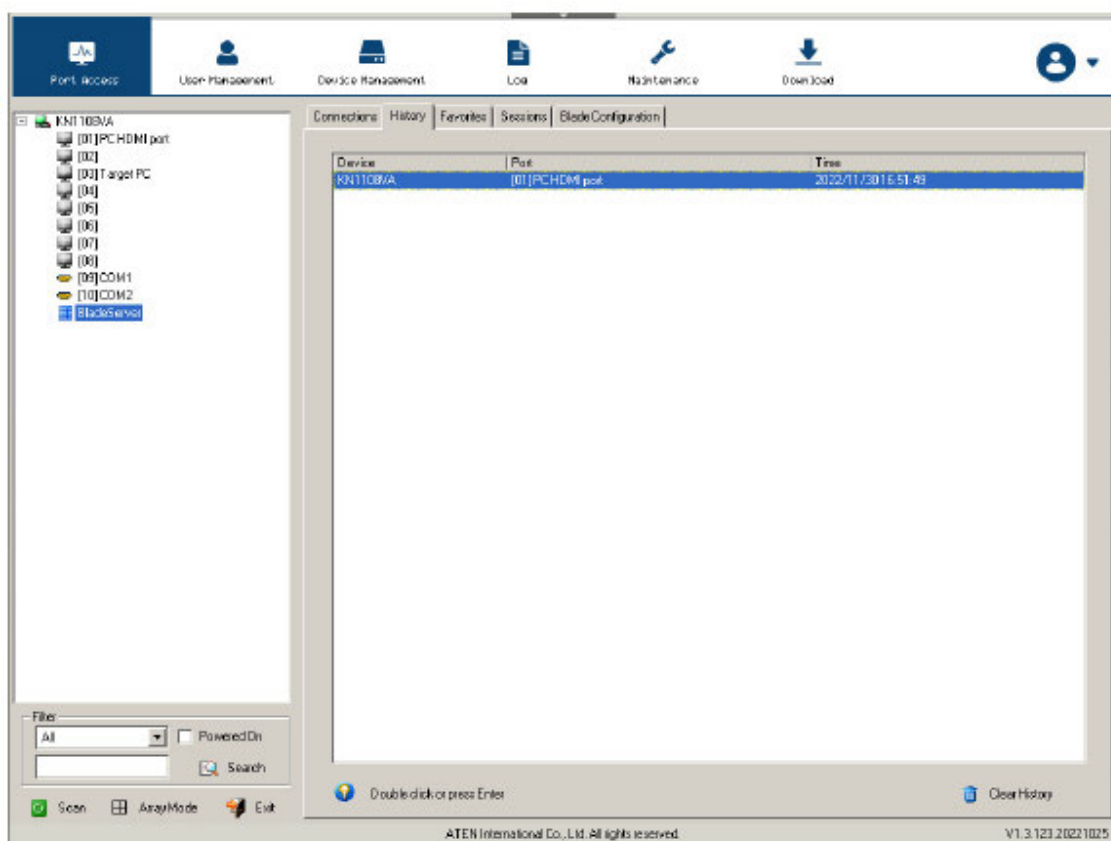 Port Access
User Management
Device Management
Log
Maintenance
Download
KN1108VA
[01]PC HDMI port
[02]
[03]Target PC
[04]
[05]
[06]
[07]
[08]
[09]COM1
[10]COM2
BladeServer
Filter
All
Powered On
Search
Scan
Array Mode
Exit
Connections
History
Favorites
Sessions
Blade Configuration
Device Port Time
KN1108VA [01]PC HDMI port 2022/11/30 16:51:49
Double click or press Enter
Clear History
ATEN International Co., Ltd. All rights reserved.
V1.3.123.20221025